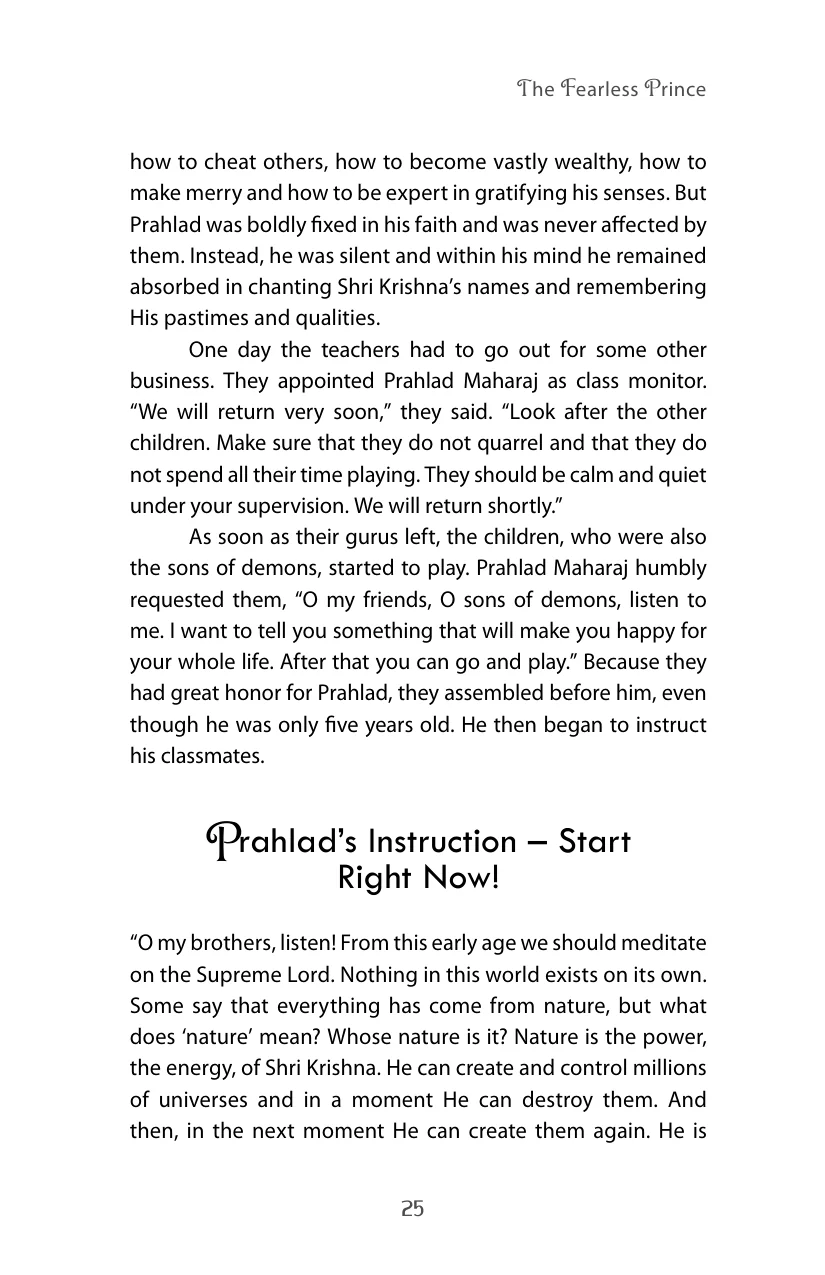 The Fearless Prince
how to cheat others, how to become vastly wealthy, how to
make merry and how to be expert in gratifying his senses. But
Prahlad was boldly fixed in his faith and was never affected by
them. Instead, he was silent and within his mind he remained
absorbed in chanting Shri Krishna’s names and remembering
His pastimes and qualities.
One day the teachers had to go out for some other
business. They appointed Prahlad Maharaj as class monitor.
“We will return very soon,” they said. “Look after the other
children. Make sure that they do not quarrel and that they do
not spend all their time playing. They should be calm and quiet
under your supervision. We will return shortly.”
As soon as their gurus left, the children, who were also
the sons of demons, started to play. Prahlad Maharaj humbly
requested them, “O my friends, O sons of demons, listen to
me. I want to tell you something that will make you happy for
your whole life. After that you can go and play.” Because they
had great honor for Prahlad, they assembled before him, even
though he was only five years old. He then began to instruct
his classmates.
Prahlad’s Instruction – Start
Right Now!
“O my brothers, listen! From this early age we should meditate
on the Supreme Lord. Nothing in this world exists on its own.
Some say that everything has come from nature, but what
does ‘nature’ mean? Whose nature is it? Nature is the power,
the energy, of Shri Krishna. He can create and control millions
of universes and in a moment He can destroy them. And
then, in the next moment He can create them again. He is
25